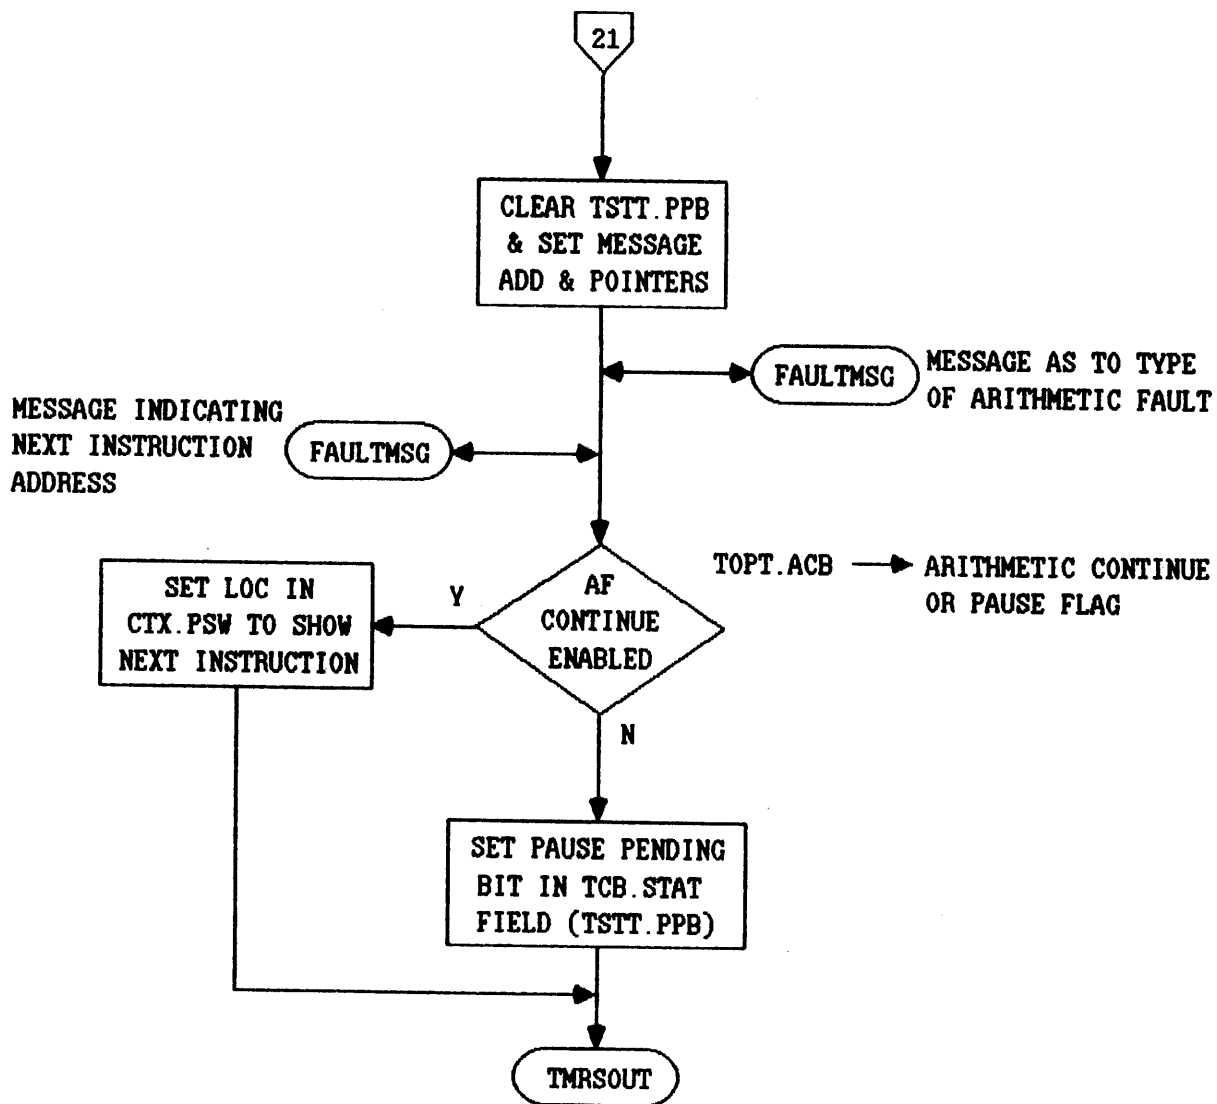 21
CLEAR TSTT.PPB
& SET MESSAGE
ADD & POINTERS
FAULTMSG
MESSAGE AS TO TYPE
OF ARITHMETIC FAULT
MESSAGE INDICATING
NEXT INSTRUCTION
ADDRESS
FAULTMSG
TOPT.ACB
ARITHMETIC CONTINUE
OR PAUSE FLAG
AF
CONTINUE
ENABLED
Y
SET LOC IN
CTX.PSW TO SHOW
NEXT INSTRUCTION
N
SET PAUSE PENDING
BIT IN TCB.STAT
FIELD (TSTT.PPB)
TMRSOUT